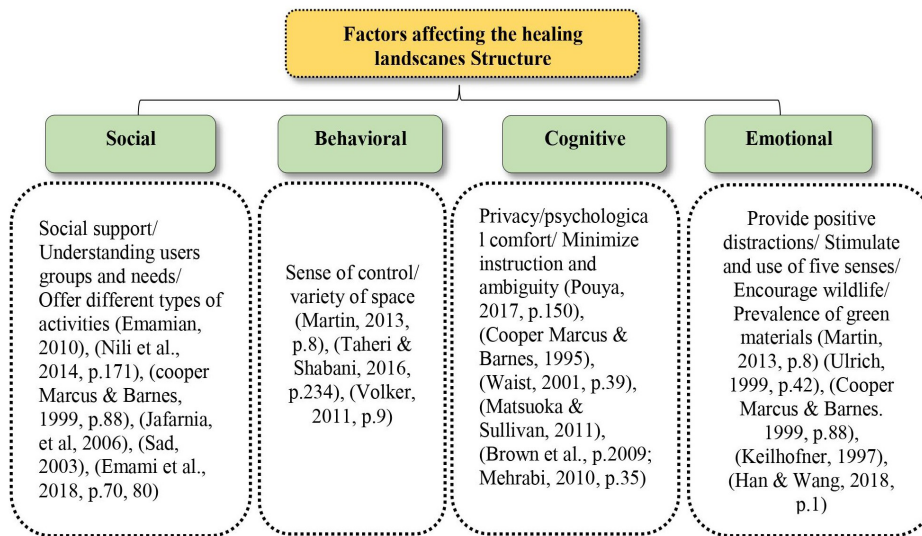 Factors affecting the healing
landscapes Structure
Social
Social support/
Understanding users
groups and needs/
Offer different types of
activities (Emamian,
2010), (Nili et al.,
2014, p.171), (cooper
Marcus & Barnes,
1999, p.88), (Jafarnia,
et al, 2006), (Sad,
2003), (Emami et al.,
2018, p.70, 80)
Behavioral
Sense of control/
variety of space
(Martin, 2013,
p.8), (Taheri &
Shabani, 2016,
p.234), (Volker,
2011, p.9)
Cognitive
Privacy/psychologica
l comfort/ Minimize
instruction and
ambiguity (Pouya,
2017, p.150),
(Cooper Marcus &
Barnes, 1995),
(Waist, 2001, p.39),
(Matsuoka &
Sullivan, 2011),
(Brown et al., p.2009;
Mehrabi, 2010, p.35)
Emotional
Provide positive
distractions/ Stimulate
and use of five senses/
Encourage wildlife/
Prevalence of green
materials (Martin,
2013, p.8) (Ulrich,
1999, p.42), (Cooper
Marcus & Barnes.
1999, p.88),
(Keilhofner, 1997),
(Han & Wang, 2018,
p.1)